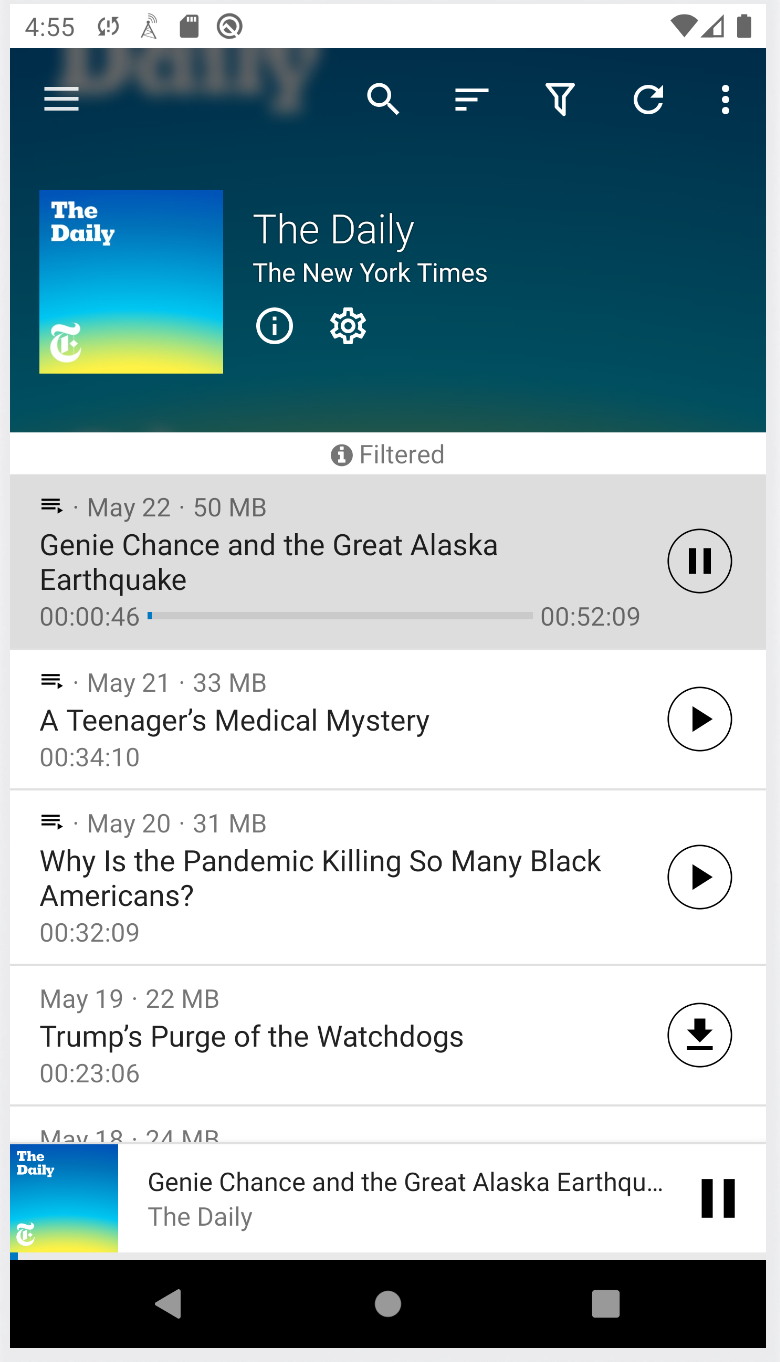 4:55
Daily
The
Daily
The Daily
The New York Times
Filtered
· May 22 · 50 MB
Genie Chance and the Great Alaska
Earthquake
00:00:46 00:52:09
· May 21 · 33 MB
A Teenager’s Medical Mystery
00:34:10
· May 20 · 31 MB
Why Is the Pandemic Killing So Many Black
Americans?
00:32:09
May 19 · 22 MB
Trump’s Purge of the Watchdogs
00:23:06
May 18 · 24 MB
The
Daily
Genie Chance and the Great Alaska Earthqu...
The Daily